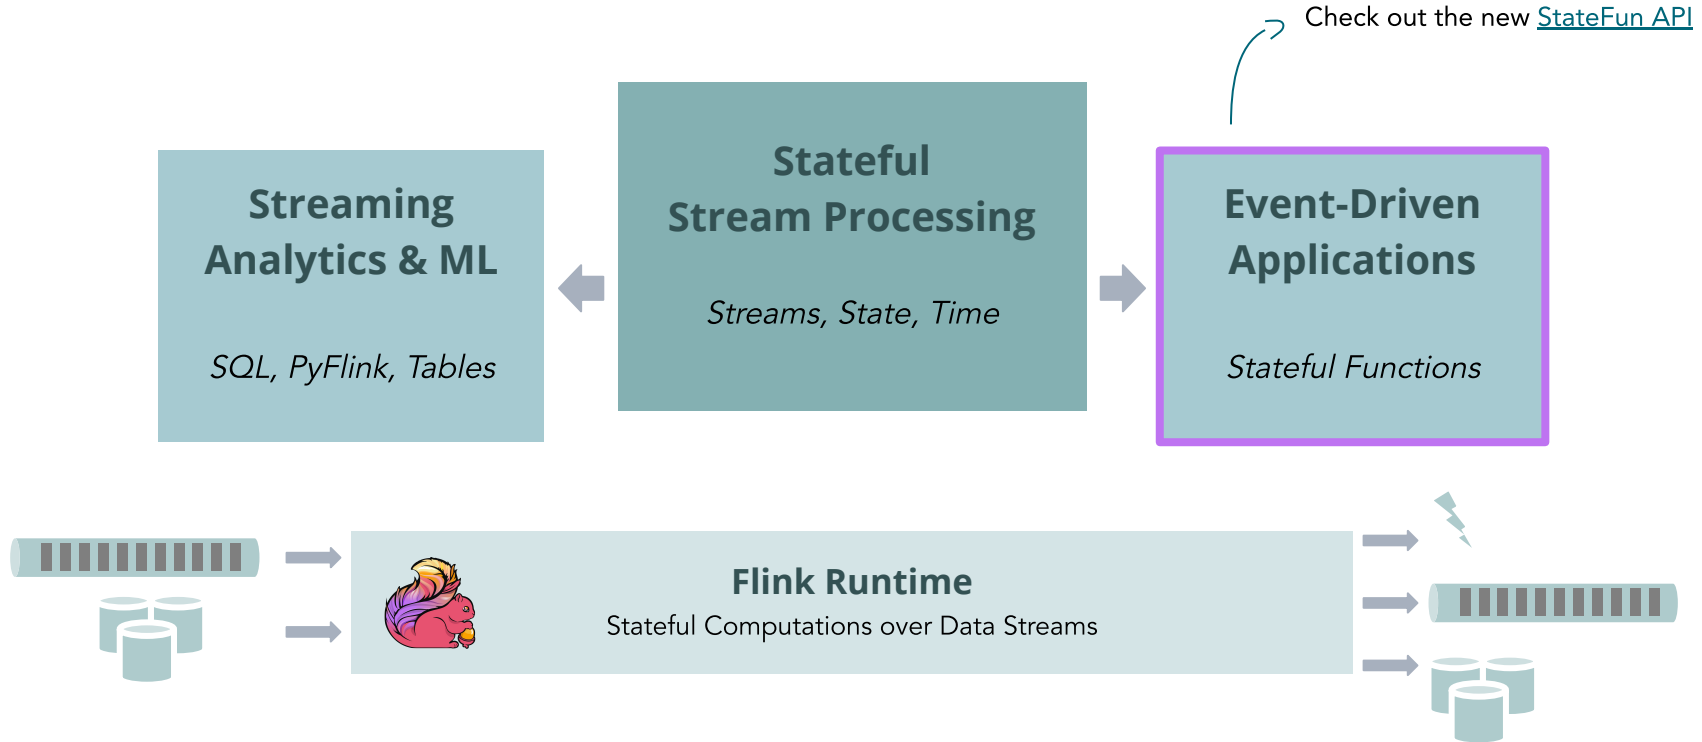 Check out the new StateFun API
Stateful
Stream Processing
Streams, State, Time
Streaming
Analytics & ML
SQL, PyFlink, Tables
Event-Driven
Applications
Stateful Functions
Flink Runtime
Stateful Computations over Data Streams